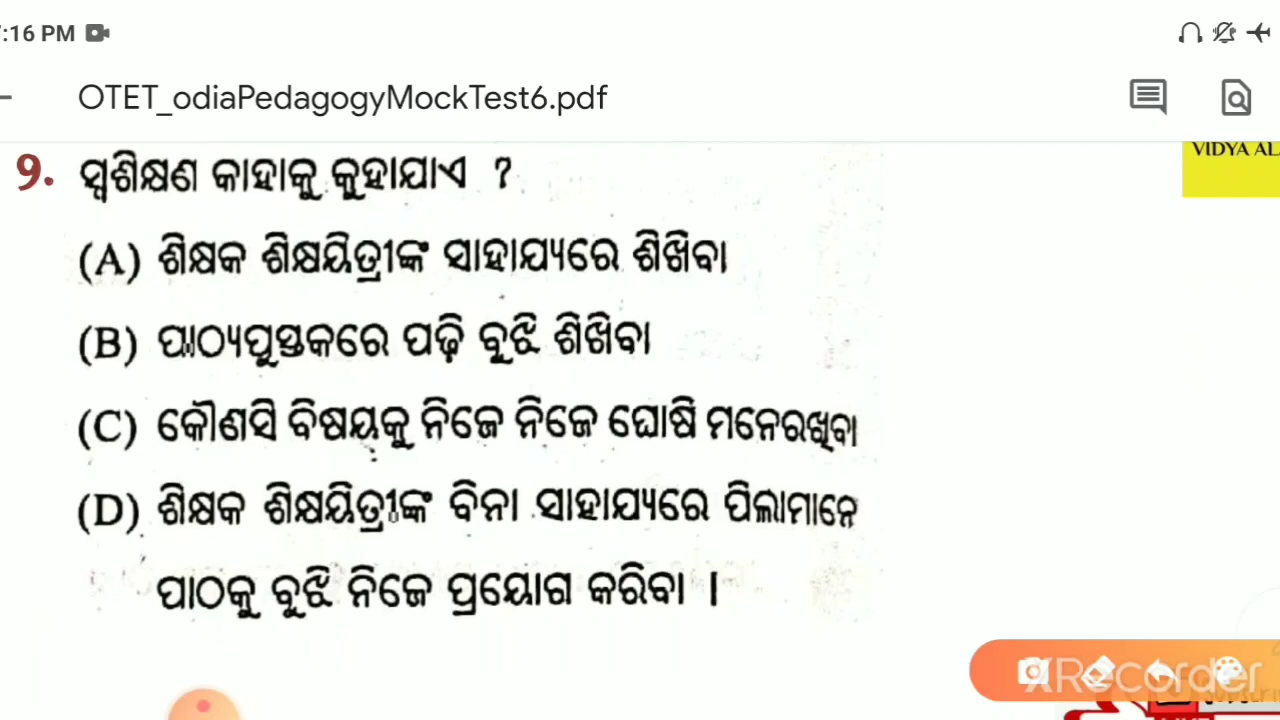 :16 PM
OTET_odiaPedagogyMockTest6.pdf
VIDYA AL
9. ସ୍ୱଶିକ୍ଷଣ କାହାକୁ କୁହାଯାଏ ?
(A) ଶିକ୍ଷକ ଶିକ୍ଷୟିତ୍ରୀଙ୍କ ସାହାଯ୍ୟରେ ଶିଖିବା
(B) ପାଠ୍ୟପୁସ୍ତକରେ ପଢ଼ି ବୁଝି ଶିଖିବା
(C) କୌଣସି ବିଷୟକୁ ନିଜେ ନିଜେ ଘୋଷି ମନେରଖିବା
(D) ଶିକ୍ଷକ ଶିକ୍ଷୟିତ୍ରୀଙ୍କ ବିନା ସାହାଯ୍ୟରେ ପିଲାମାନେ
ପାଠକୁ ବୁଝି ନିଜେ ପ୍ରୟୋଗ କରିବା ।
XRecorder